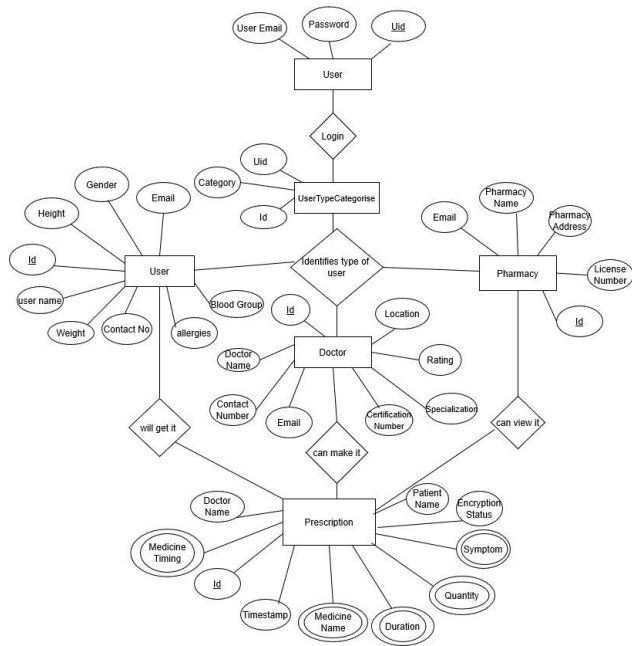 User Email
Password
Uid
User
Login
Uid
Category
UserTypeCategorise
Id
Gender
Email
Height
Id
User
user name
Weight
Contact No
allergies
Blood Group
Identifies type of
user
Email
Pharmacy
Name
Pharmacy
Address
Pharmacy
License
Number
Id
Id
Location
Doctor
Name
Doctor
Rating
Contact
Number
Email
Certification
Number
Specialization
will get it
can make it
can view it
Doctor
Name
Prescription
Patient
Name
Encryption
Status
Medicine
Timing
Symptom
Id
Quantity
Timestamp
Medicine
Name
Duration